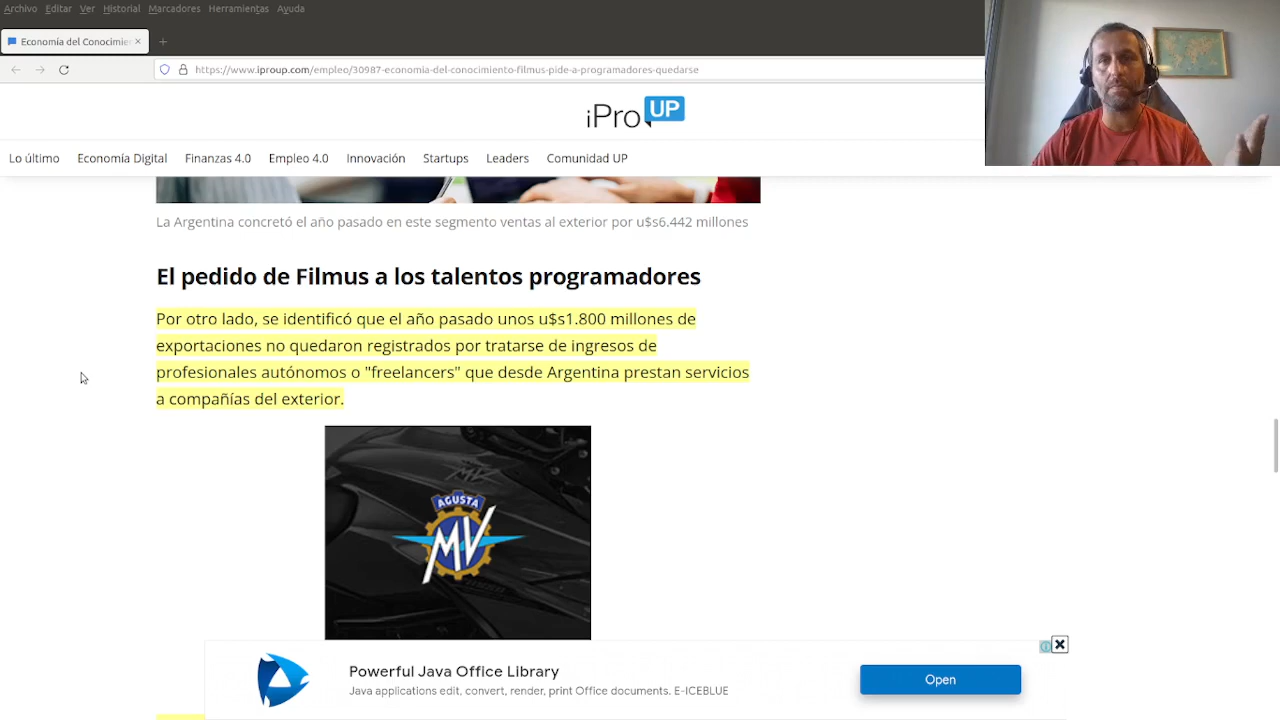 Archivo Editar Ver Historial Marcadores Herramientas Ayuda
Economía del Conocimie
https://www.iproup.com/empleo/30987-economia-del-conocimiento-filmus-pide-a-programadores-quedarse
iPro UP
Lo último Economía Digital Finanzas 4.0 Empleo 4.0 Innovación Startups Leaders Comunidad UP
La Argentina concretó el año pasado en este segmento ventas al exterior por u$s6.442 millones
El pedido de Filmus a los talentos programadores
Por otro lado, se identificó que el año pasado unos u$s1.800 millones de
exportaciones no quedaron registrados por tratarse de ingresos de
profesionales autónomos o "freelancers" que desde Argentina prestan servicios
a compañías del exterior.
AGUSTA
MV
Powerful Java Office Library
Java applications edit, convert, render, print Office documents. E-ICEBLUE
Open